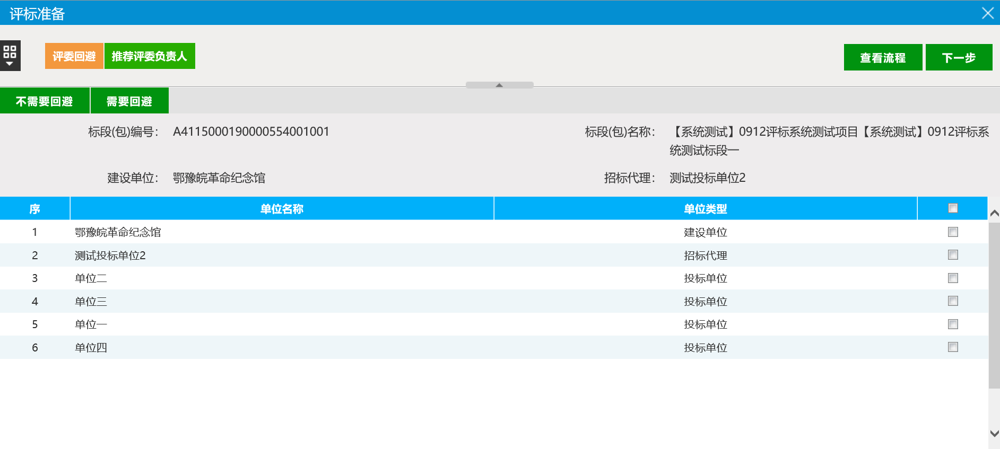 评标准备
评委回避 推荐评委负责人 查看流程 下一步
不需要回避 需要回避
标段(包)编号： A4115000190000554001001 标段(包)名称： 【系统测试】0912评标系统测试项目【系统测试】0912评标系
统测试标段一
建设单位： 鄂豫皖革命纪念馆 招标代理： 测试投标单位2
序 单位名称 单位类型
1 鄂豫皖革命纪念馆 建设单位
2 测试投标单位2 招标代理
3 单位二 投标单位
4 单位三 投标单位
5 单位一 投标单位
6 单位四 投标单位